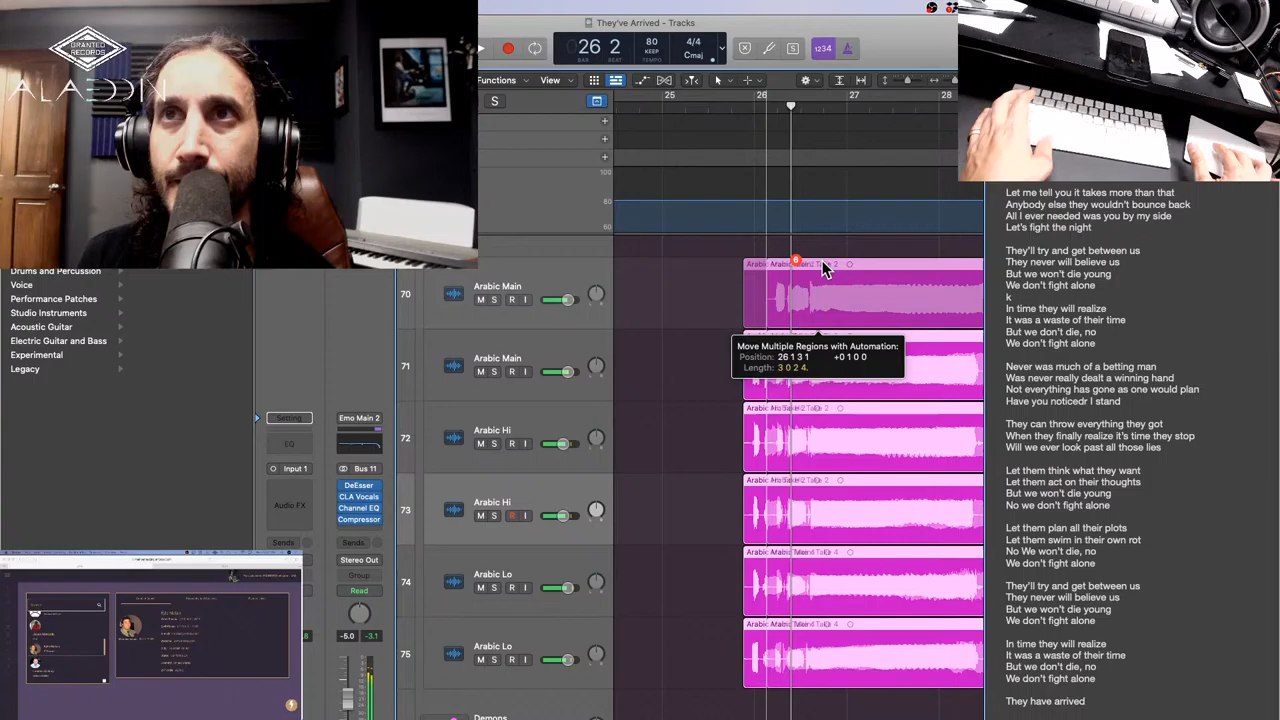 GRANTED
RECORDS
ALAEDDIN
They've Arrived - Tracks
26 2
BAR BEAT
80
KEEP
TEMPO
4/4
Cmaj
S
1234
Functions
View
S
25
26
27
28
100
80
60
Drums and Percussion
Voice
Performance Patches
Studio Instruments
Acoustic Guitar
Electric Guitar and Bass
Experimental
Legacy
Setting
EQ
Input 1
Audio FX
Sends
Emo Main 2
Bus 11
DeEsser
CLA Vocals
Channel EQ
Compressor
Sends
Stereo Out
Group
Read
-5.0
-3.1
70
Arabic Main
M S R I
71
Arabic Main
M S R I
72
Arabic Hi
M S R I
73
Arabic Hi
M S R I
74
Arabic Lo
M S R I
75
Arabic Lo
M S R I
Demons
6
Move Multiple Regions with Automation:
Position: 26 1 3 1 +0 1 0 0
Length: 3 0 2 4.
Let me tell you it takes more than that
Anybody else they wouldn't bounce back
All I ever needed was you by my side
Let's fight the night
They'll try and get between us
They never will believe us
But we won't die young
We don't fight alone
k
In time they will realize
It was a waste of their time
But we don't die, no
We don't fight alone
Never was much of a betting man
Was never really dealt a winning hand
Not everything has gone as one would plan
Have you noticedr I stand
They can throw everything they got
When they finally realize it's time they stop
Will we ever look past all those lies
Let them think what they want
Let them act on their thoughts
But we won't die young
No we don't fight alone
Let them plan all their plots
Let them swim in their own rot
No We won't die, no
We don't fight alone
They'll try and get between us
They never will believe us
But we won't die young
We don't fight alone
In time they will realize
It was a waste of their time
But we don't die, no
We don't fight alone
They have arrived